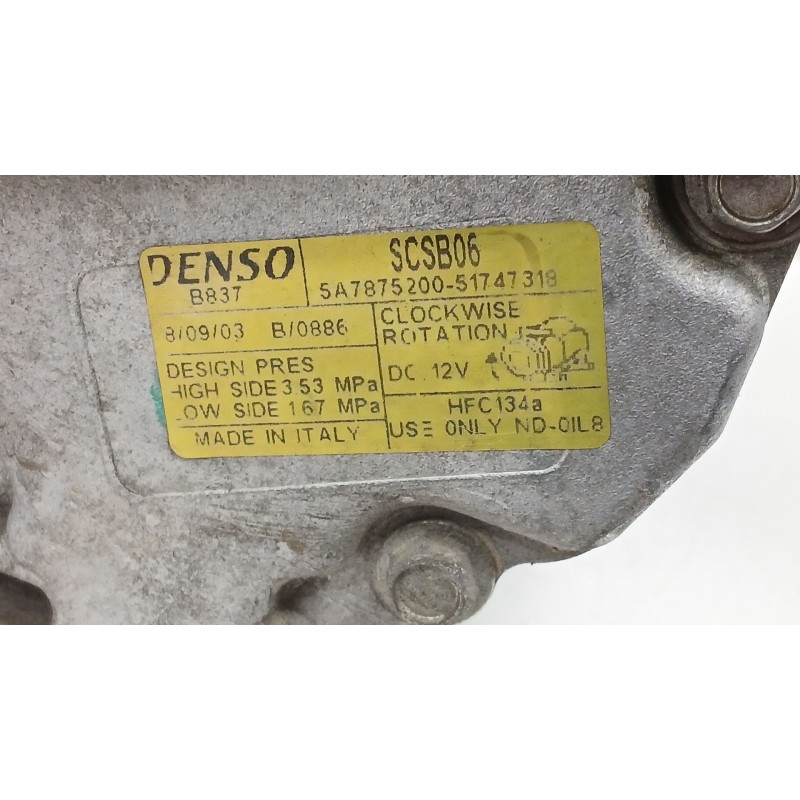 DENSO
B837
SCSB06
5A7875200-51747318
8/09/03 B/0886
CLOCKWISE
ROTATION
DC 12V
DESIGN PRES
HIGH SIDE 3.53 MPa
LOW SIDE 1.67 MPa
MADE IN ITALY
HFC134a
USE ONLY ND-OIL8